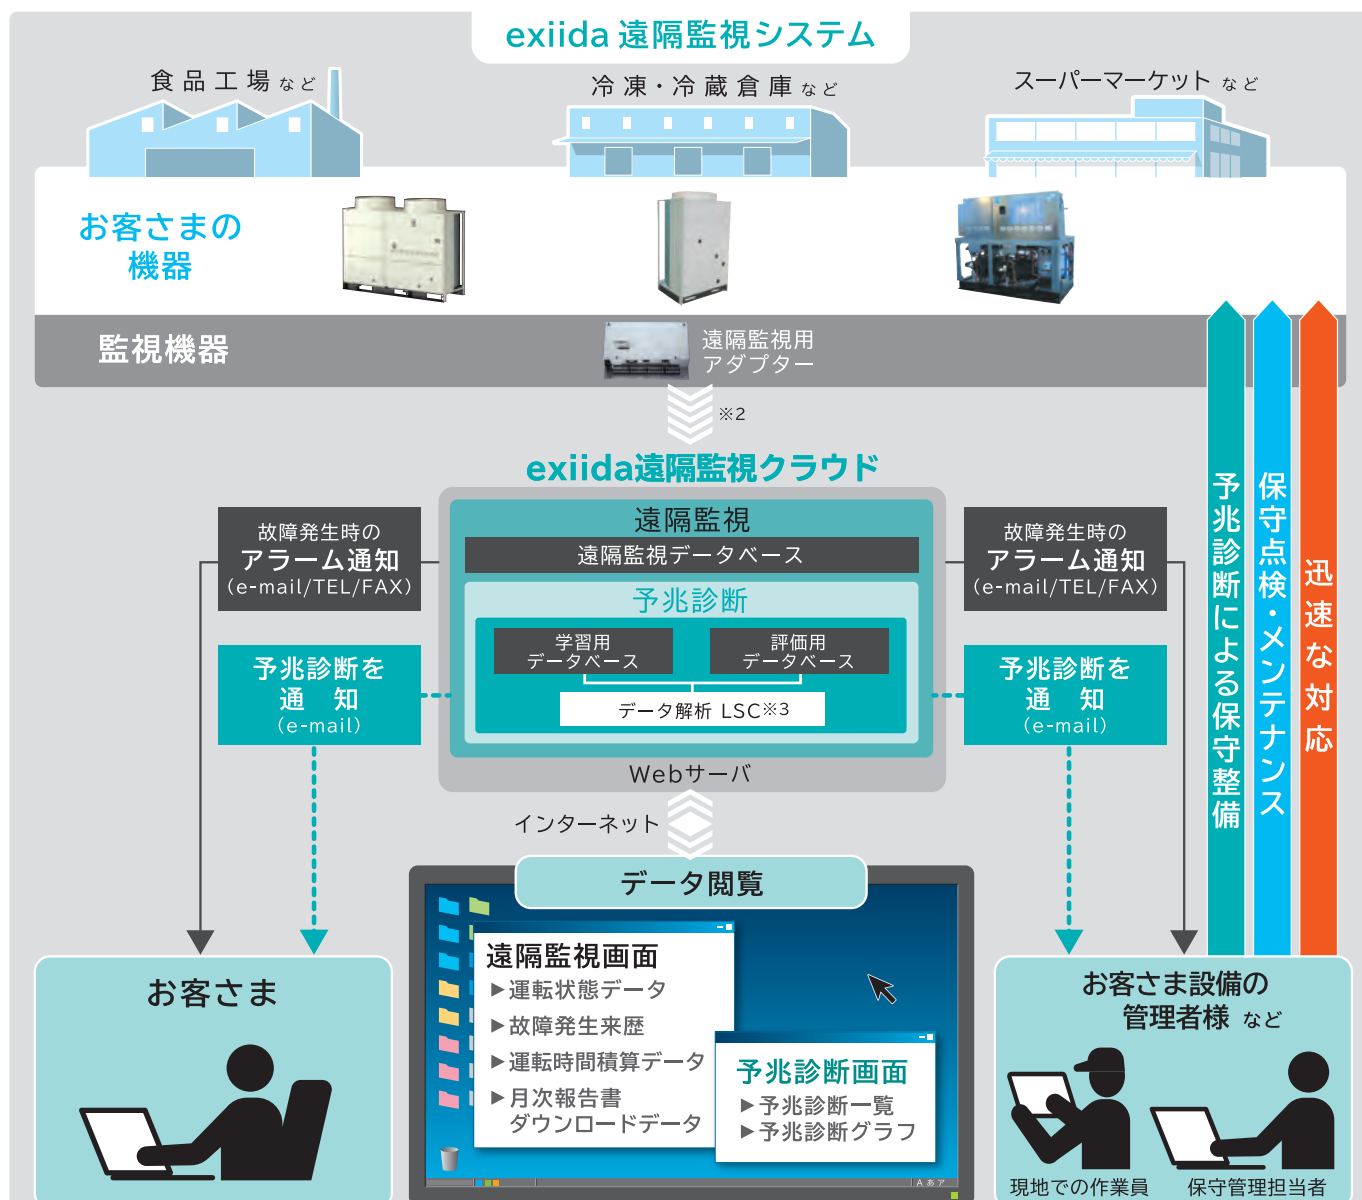 exiida 遠隔監視システム
食品工場 など
冷凍・冷蔵倉庫 など
スーパーマーケット など
お客さまの
機器
監視機器
遠隔監視用
アダプター
※2
exiida遠隔監視クラウド
故障発生時の
アラーム通知
(e-mail/TEL/FAX)
予兆診断を
通　知
(e-mail)
遠隔監視
遠隔監視データベース
予兆診断
学習用
データベース
評価用
データベース
データ解析 LSC※3
Webサーバ
故障発生時の
アラーム通知
(e-mail/TEL/FAX)
予兆診断を
通　知
(e-mail)
予兆診断による保守整備
保守点検・メンテナンス
迅速な対応
インターネット
データ閲覧
遠隔監視画面
▶運転状態データ
▶故障発生来歴
▶運転時間積算データ
▶月次報告書
ダウンロードデータ
予兆診断画面
▶予兆診断一覧
▶予兆診断グラフ
A あ ア
お客さま
お客さま設備の
管理者様 など
現地での作業員
保守管理担当者